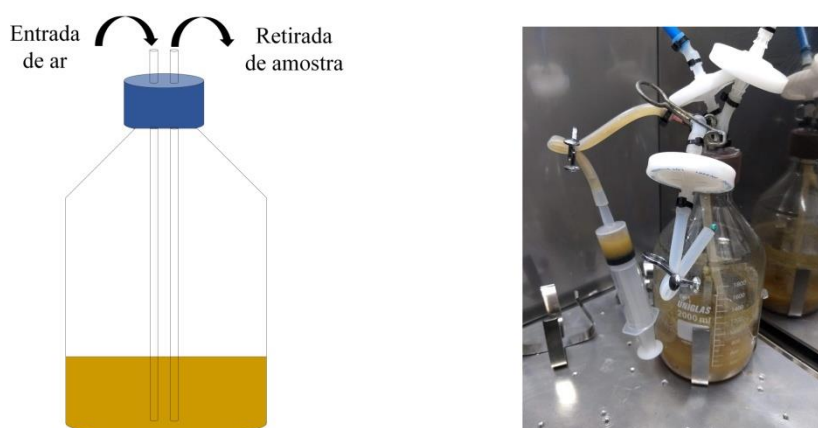 Entrada
de ar
Retirada
de amostra
UNIGLAS
2000 ml